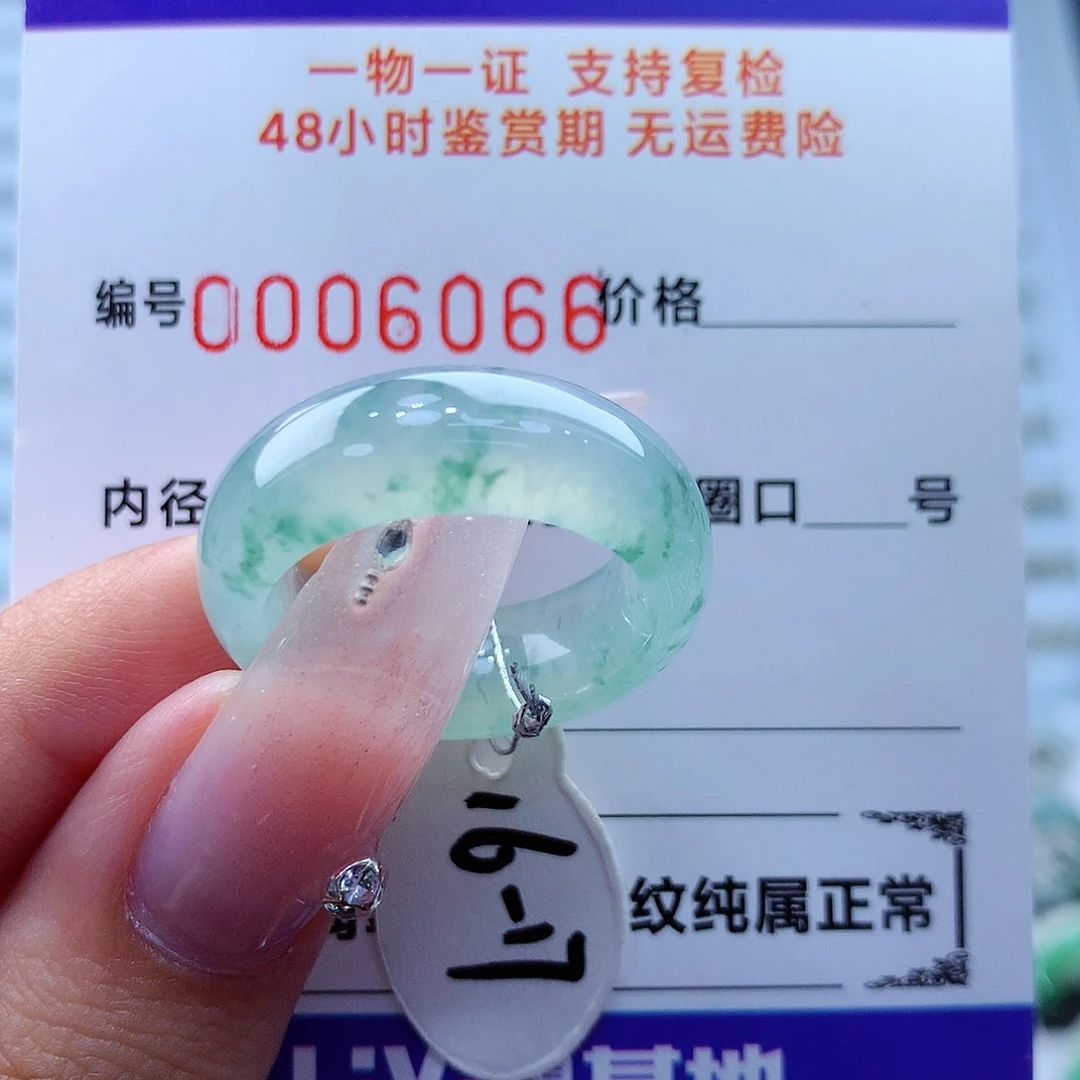 一物一证 支持复检
48小时鉴赏期 无运费险
编号0006066价格
内径 圈口 号
纹纯属正常
基地